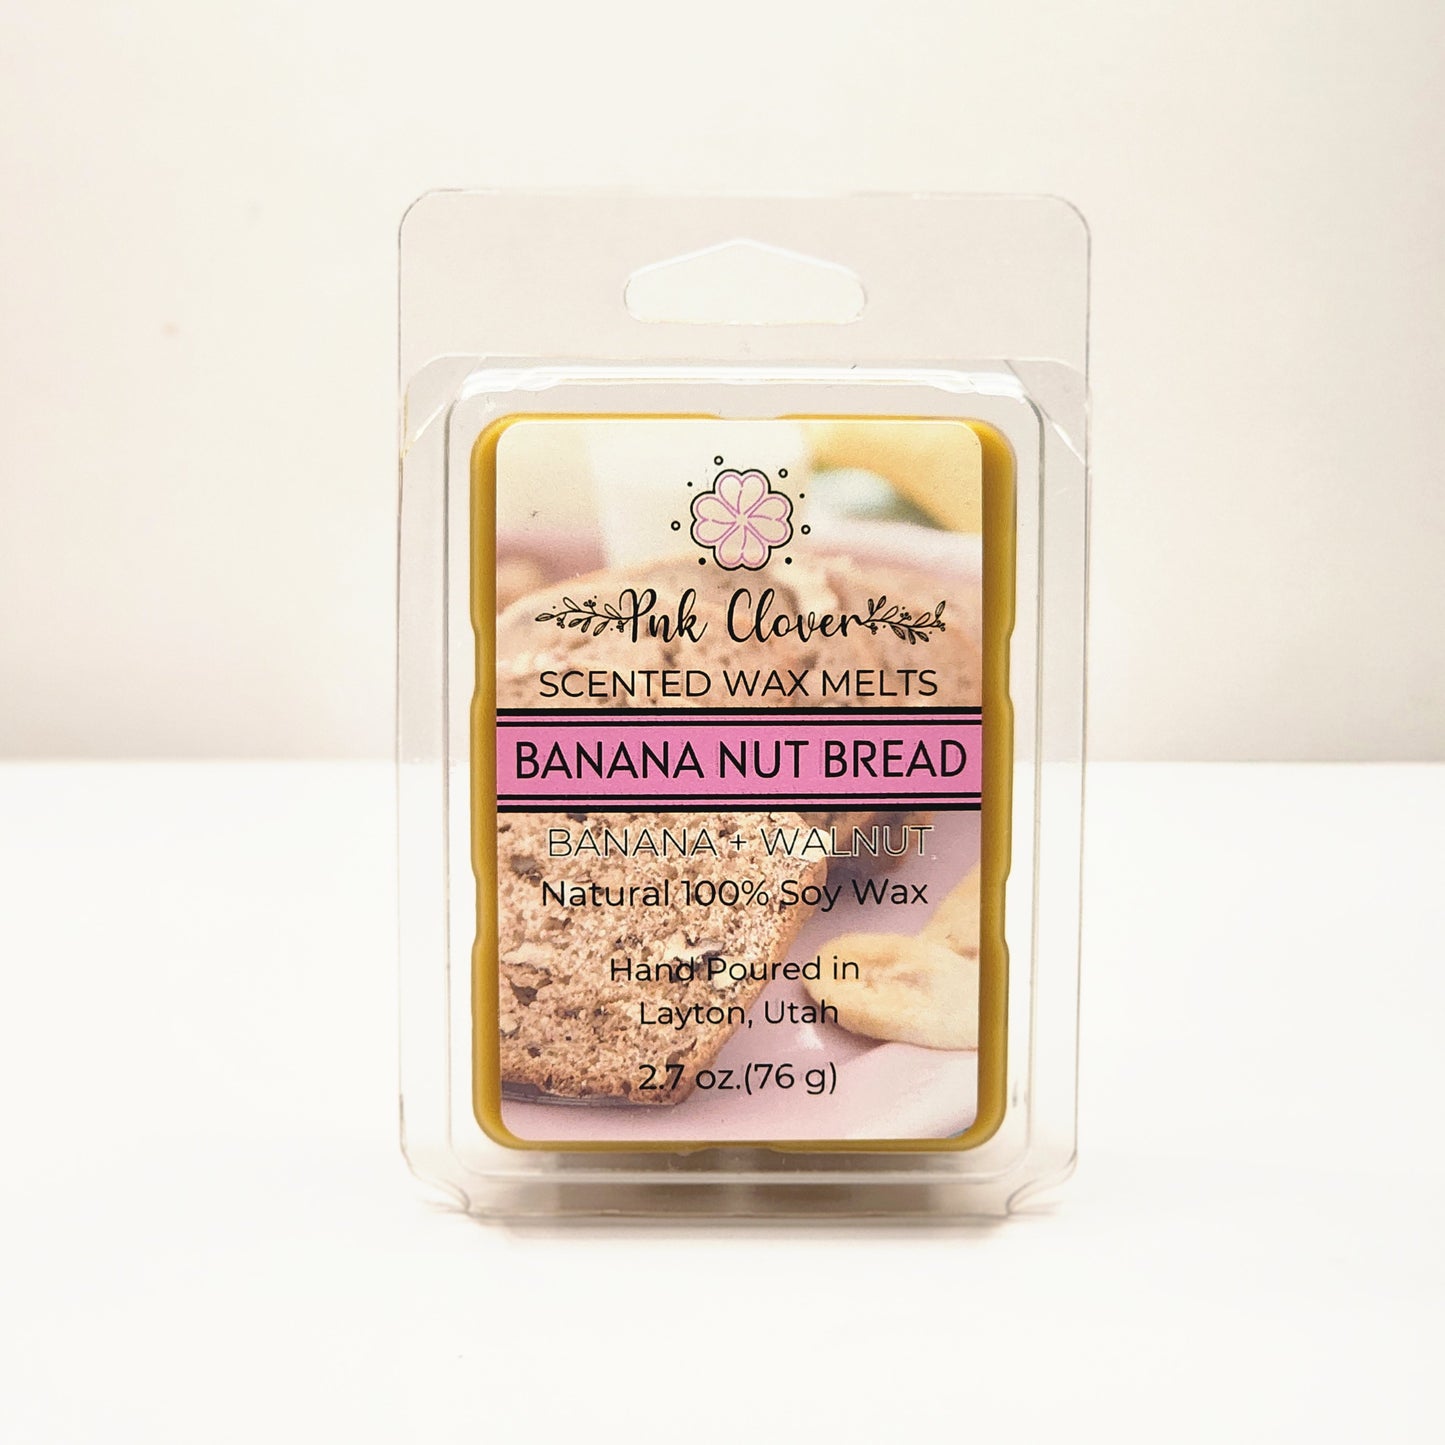 Pnk Clover
SCENTED WAX MELTS
BANANA NUT BREAD
BANANA + WALNUT
Natural 100% Soy Wax
Hand Poured in
Layton, Utah
2.7 oz.(76 g)